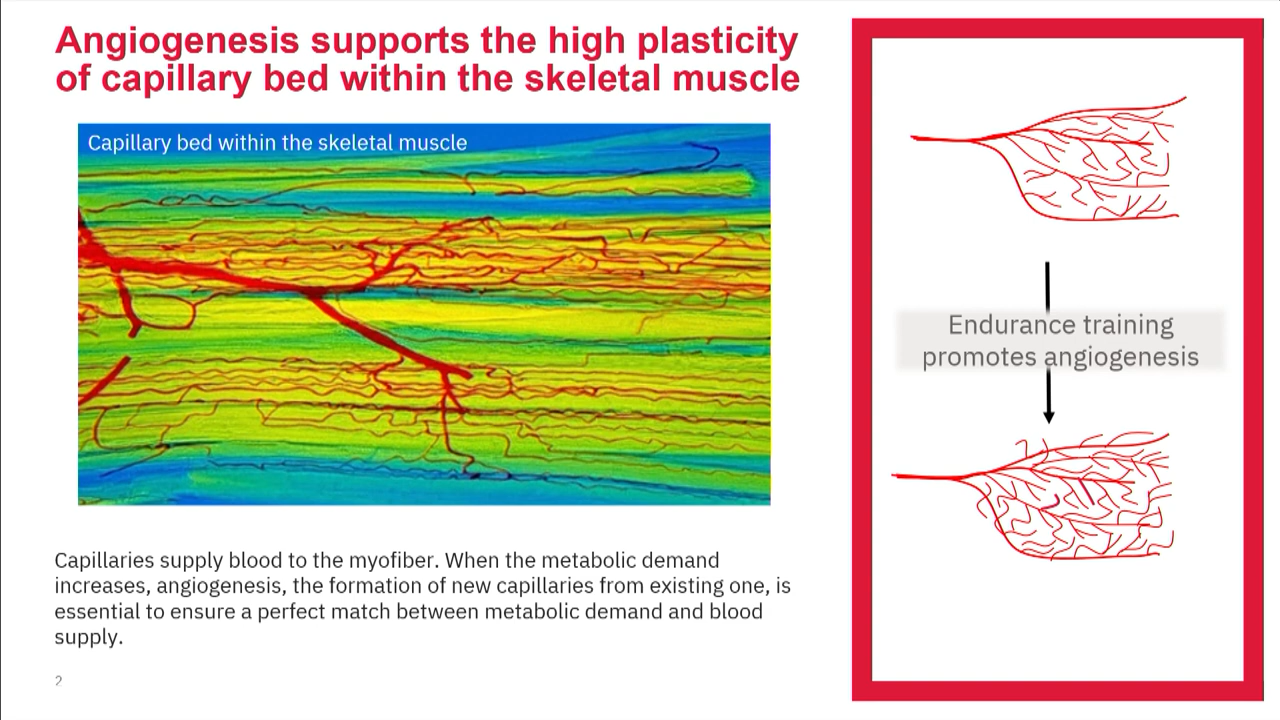 Angiogenesis supports the high plasticity
of capillary bed within the skeletal muscle
Capillary bed within the skeletal muscle
Capillaries supply blood to the myofiber. When the metabolic demand
increases, angiogenesis, the formation of new capillaries from existing one, is
essential to ensure a perfect match between metabolic demand and blood
supply.
2
Endurance training
promotes angiogenesis